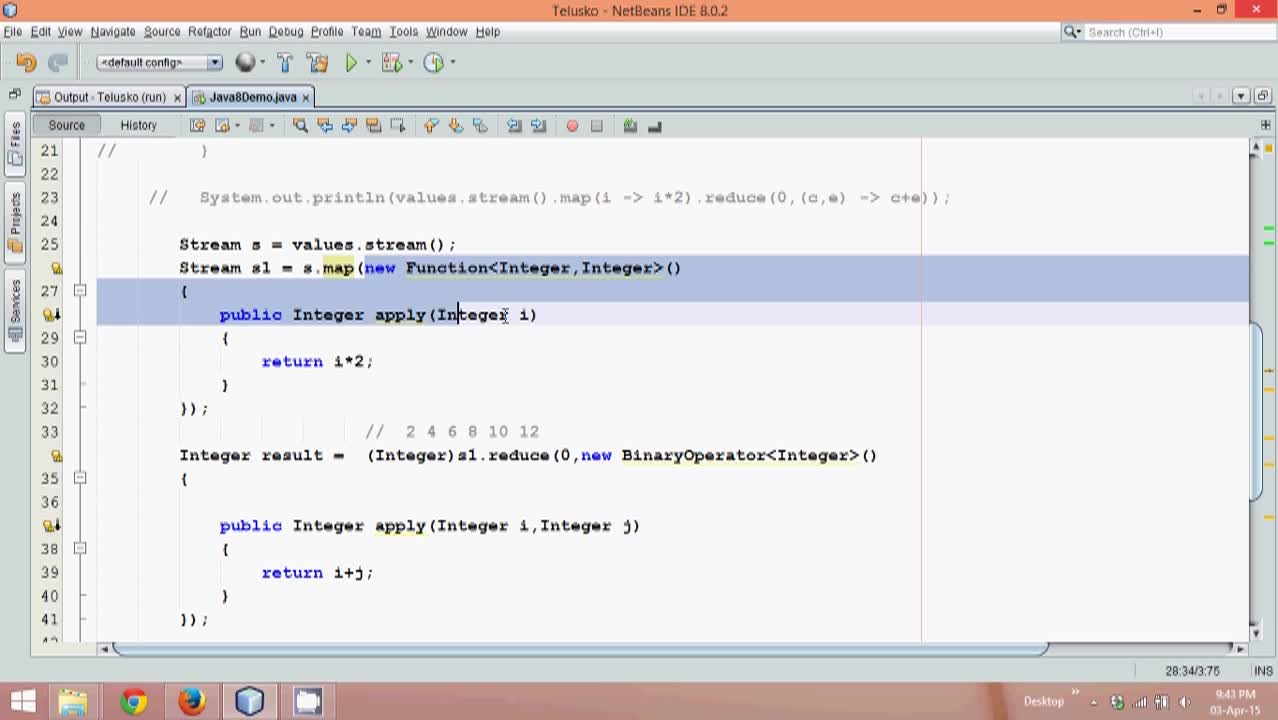 Telusko - NetBeans IDE 8.0.2
File Edit View Navigate Source Refactor Run Debug Profile Team Tools Window Help
Search (Ctrl+I)
<default config>
Output - Telusko (run) Java8Demo.java
Source History
Files
Projects
Services
21 // }
22
23 // System.out.println(values.stream().map(i -> i*2).reduce(0,(c,e) -> c+e));
24
25 Stream s = values.stream();
Stream s1 = s.map(new Function<Integer,Integer>()
27 {
public Integer apply(Integer i)
29 {
30 return i*2;
31 }
32 });
33 // 2 4 6 8 10 12
Integer result = (Integer)s1.reduce(0,new BinaryOperator<Integer>()
35 {
36
public Integer apply(Integer i,Integer j)
38 {
39 return i+j;
40 }
41 });
28:34/3:75 INS
Desktop
9:43 PM
03-Apr-15